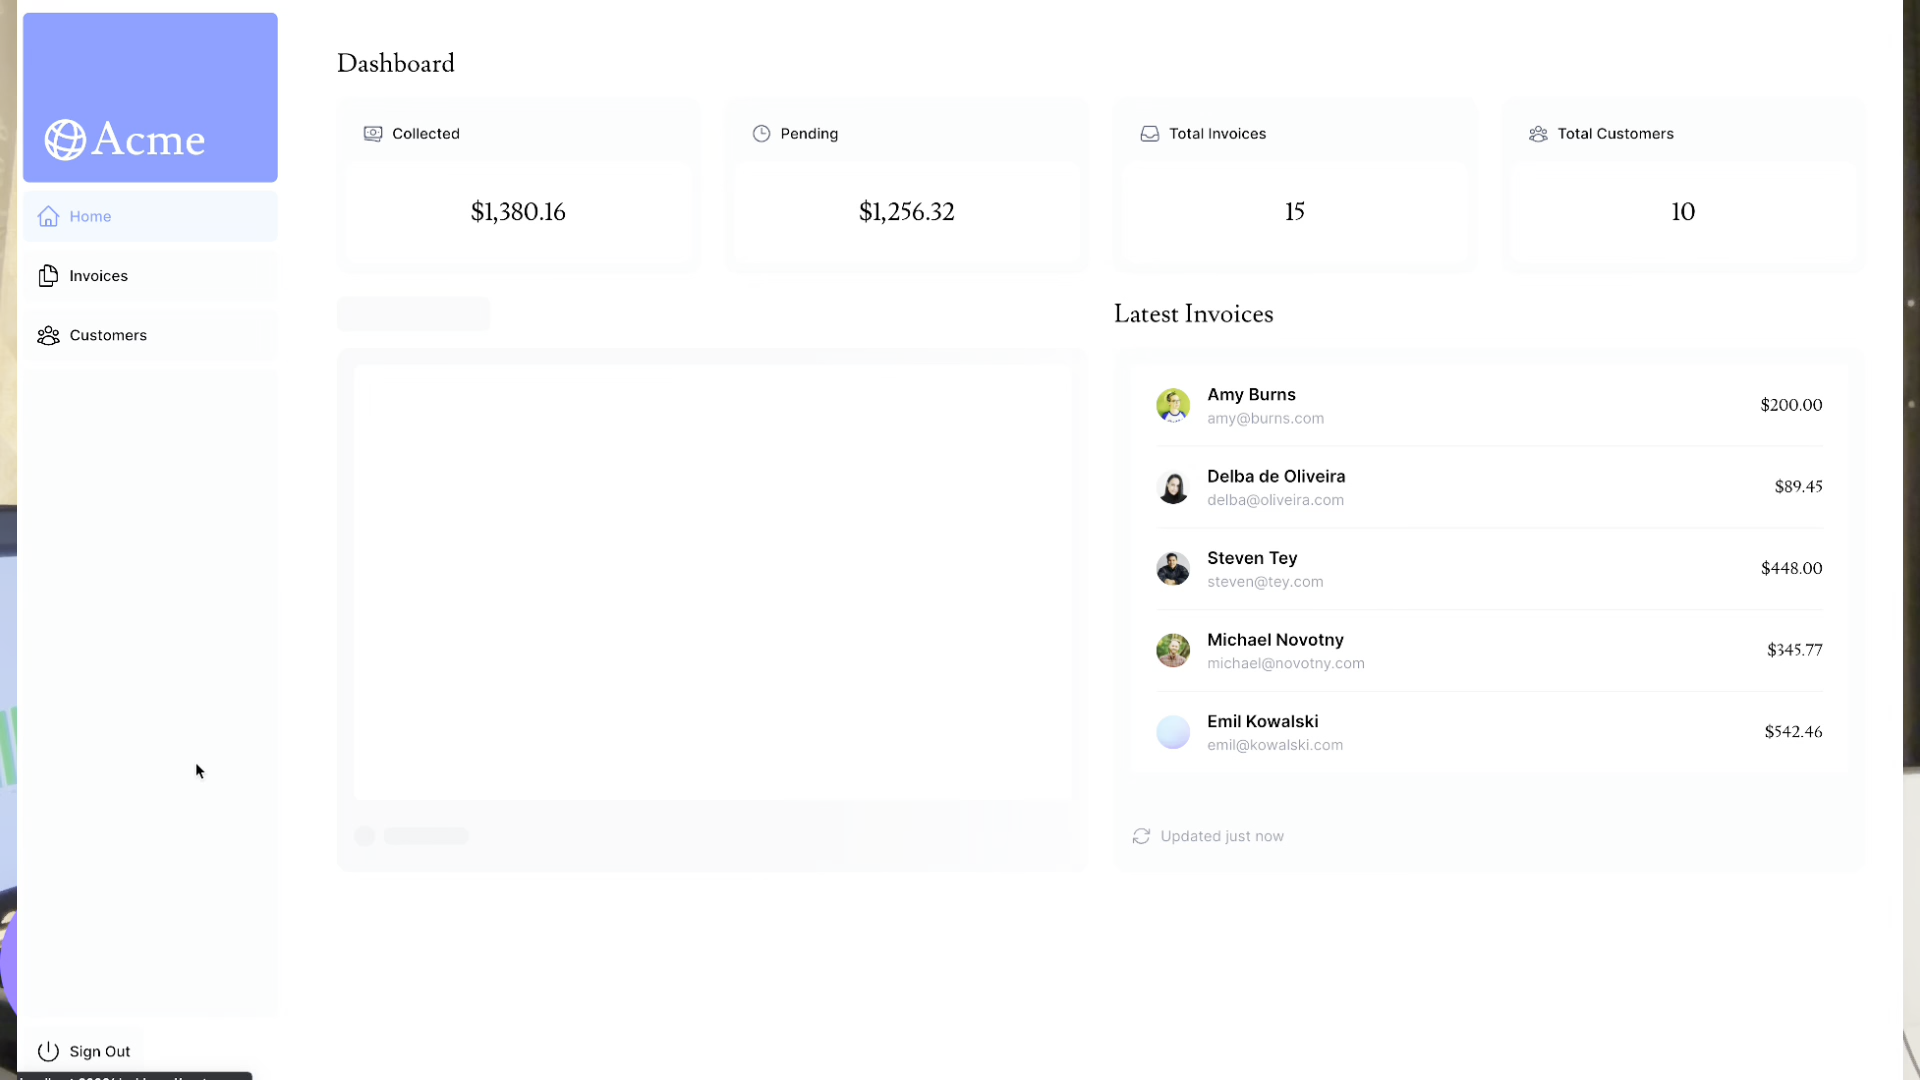 Acme
Home
Invoices
Customers
Sign Out
Dashboard
Collected
$1,380.16
Pending
$1,256.32
Total Invoices
15
Total Customers
10
Latest Invoices
Amy Burns
amy@burns.com
$200.00
Delba de Oliveira
delba@oliveira.com
$89.45
Steven Tey
steven@tey.com
$448.00
Michael Novotny
michael@novotny.com
$345.77
Emil Kowalski
emil@kowalski.com
$542.46
Updated just now